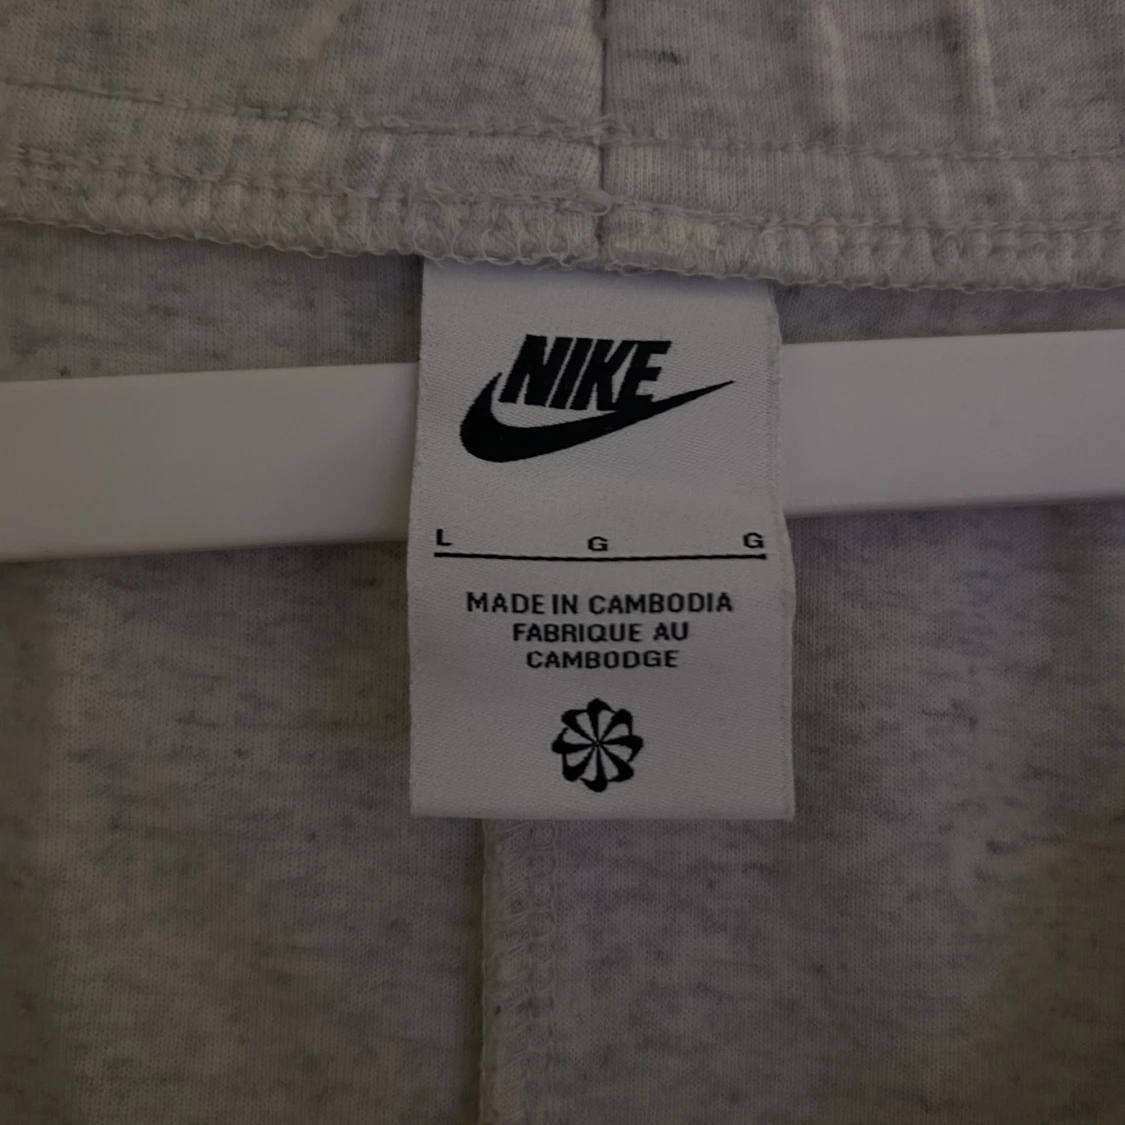 NIKE
L G G
MADE IN CAMBODIA
FABRIQUE AU
CAMBODGE